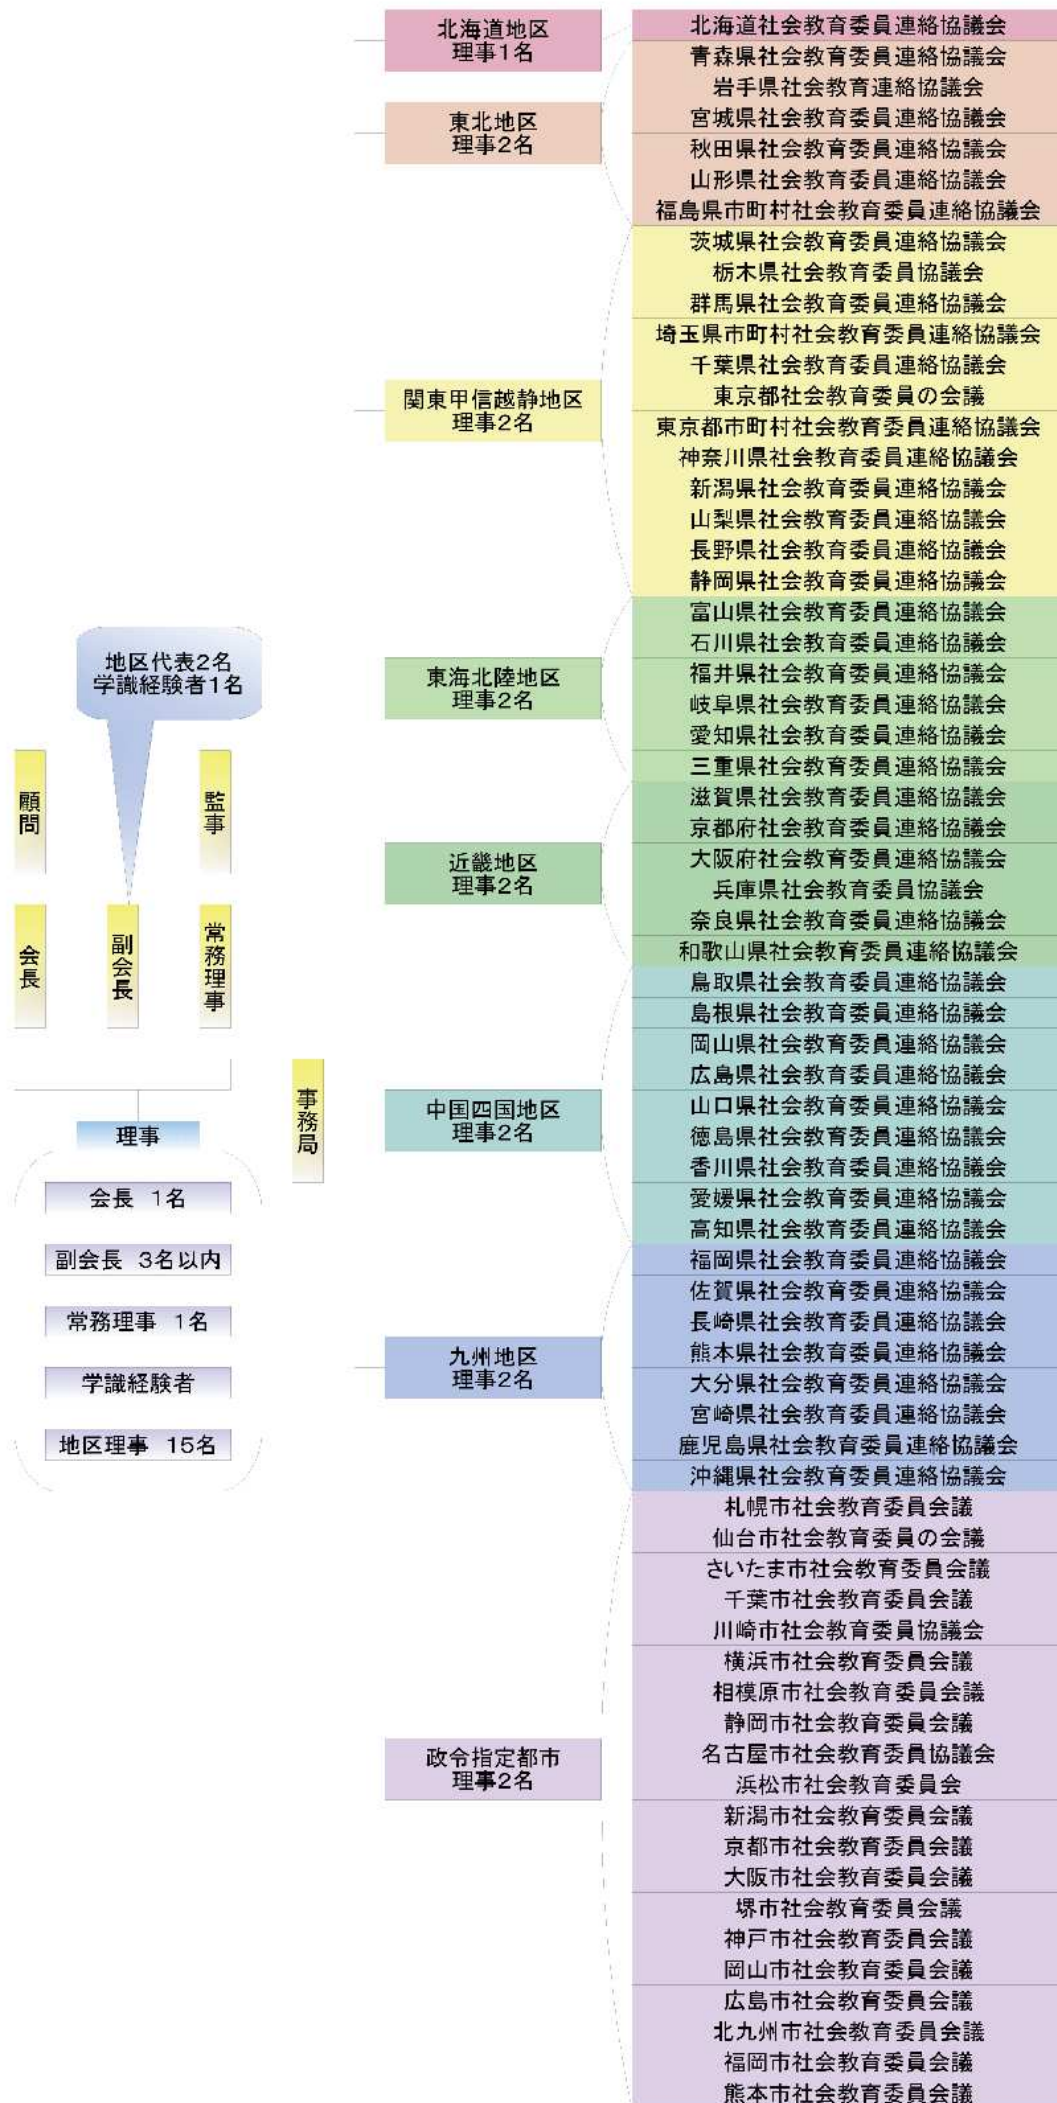 地区代表2名
学識経験者1名
顧問
監事
会長
副会長
常務理事
事務局
理事
会長 1名
副会長 3名以内
常務理事 1名
学識経験者
地区理事 15名
北海道地区
理事1名
北海道社会教育委員連絡協議会
東北地区
理事2名
青森県社会教育委員連絡協議会
岩手県社会教育連絡協議会
宮城県社会教育委員連絡協議会
秋田県社会教育委員連絡協議会
山形県社会教育委員連絡協議会
福島県市町村社会教育委員連絡協議会
関東甲信越静地区
理事2名
茨城県社会教育委員連絡協議会
栃木県社会教育委員協議会
群馬県社会教育委員連絡協議会
埼玉県市町村社会教育委員連絡協議会
千葉県社会教育委員連絡協議会
東京都社会教育委員の会議
東京都市町村社会教育委員連絡協議会
神奈川県社会教育委員連絡協議会
新潟県社会教育委員連絡協議会
山梨県社会教育委員連絡協議会
長野県社会教育委員連絡協議会
静岡県社会教育委員連絡協議会
東海北陸地区
理事2名
富山県社会教育委員連絡協議会
石川県社会教育委員連絡協議会
福井県社会教育委員連絡協議会
岐阜県社会教育委員連絡協議会
愛知県社会教育委員連絡協議会
三重県社会教育委員連絡協議会
近畿地区
理事2名
滋賀県社会教育委員連絡協議会
京都府社会教育委員連絡協議会
大阪府社会教育委員連絡協議会
兵庫県社会教育委員協議会
奈良県社会教育委員連絡協議会
和歌山県社会教育委員連絡協議会
中国四国地区
理事2名
鳥取県社会教育委員連絡協議会
島根県社会教育委員連絡協議会
岡山県社会教育委員連絡協議会
広島県社会教育委員連絡協議会
山口県社会教育委員連絡協議会
徳島県社会教育委員連絡協議会
香川県社会教育委員連絡協議会
愛媛県社会教育委員連絡協議会
高知県社会教育委員連絡協議会
九州地区
理事2名
福岡県社会教育委員連絡協議会
佐賀県社会教育委員連絡協議会
長崎県社会教育委員連絡協議会
熊本県社会教育委員連絡協議会
大分県社会教育委員連絡協議会
宮崎県社会教育委員連絡協議会
鹿児島県社会教育委員連絡協議会
沖縄県社会教育委員連絡協議会
政令指定都市
理事2名
札幌市社会教育委員会議
仙台市社会教育委員の会議
さいたま市社会教育委員会議
千葉市社会教育委員会議
川崎市社会教育委員協議会
横浜市社会教育委員会議
相模原市社会教育委員会議
静岡市社会教育委員会議
名古屋市社会教育委員協議会
浜松市社会教育委員会
新潟市社会教育委員会議
京都市社会教育委員会議
大阪市社会教育委員会議
堺市社会教育委員会議
神戸市社会教育委員会議
岡山市社会教育委員会議
広島市社会教育委員会議
北九州市社会教育委員会議
福岡市社会教育委員会議
熊本市社会教育委員会議